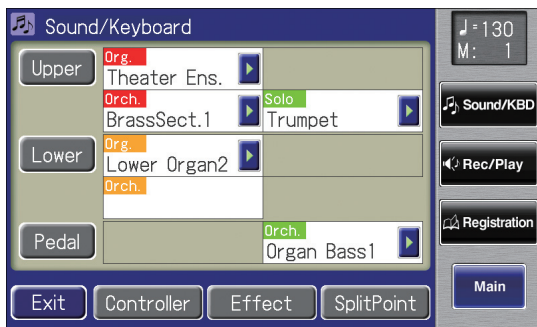 Sound/Keyboard
♩=130
M: 1
Upper
Org.
Theater Ens.
Orch.
BrassSect.1
Solo
Trumpet
Sound/KBD
Lower
Org.
Lower Organ2
Orch.
Rec/Play
Registration
Pedal
Orch.
Organ Bass1
Main
Exit
Controller
Effect
SplitPoint